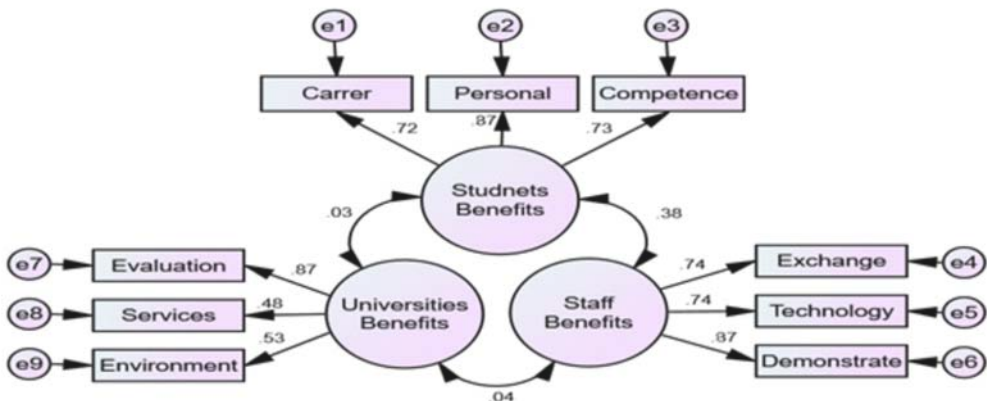 e1
e2
e3
Carrer
Personal
Competence
.72
.87
.73
Studnets
Benefits
.03
.38
e7
Evaluation
.87
.74
Exchange
e4
e8
Services
.48
Universities
Benefits
Staff
Benefits
.74
Technology
e5
e9
Environment
.53
.87
Demonstrate
e6
.04